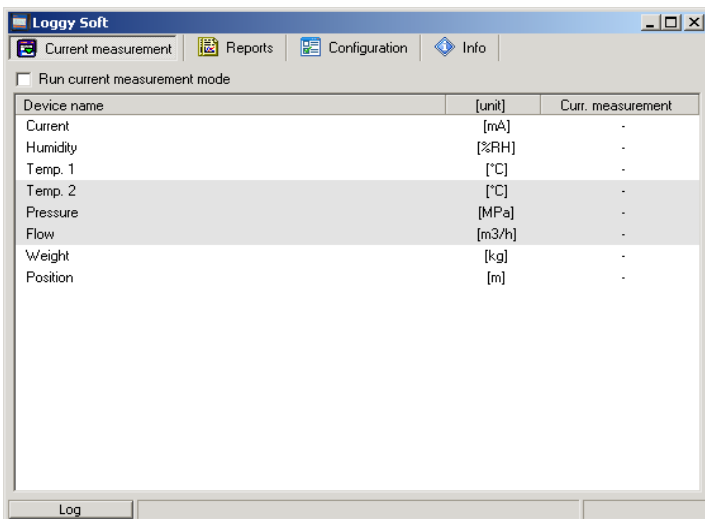 Loggy Soft
Current measurement Reports Configuration Info
Run current measurement mode
Device name [unit] Curr. measurement
Current [mA] -
Humidity [%RH] -
Temp. 1 [°C] -
Temp. 2 [°C] -
Pressure [MPa] -
Flow [m3/h] -
Weight [kg] -
Position [m] -
Log